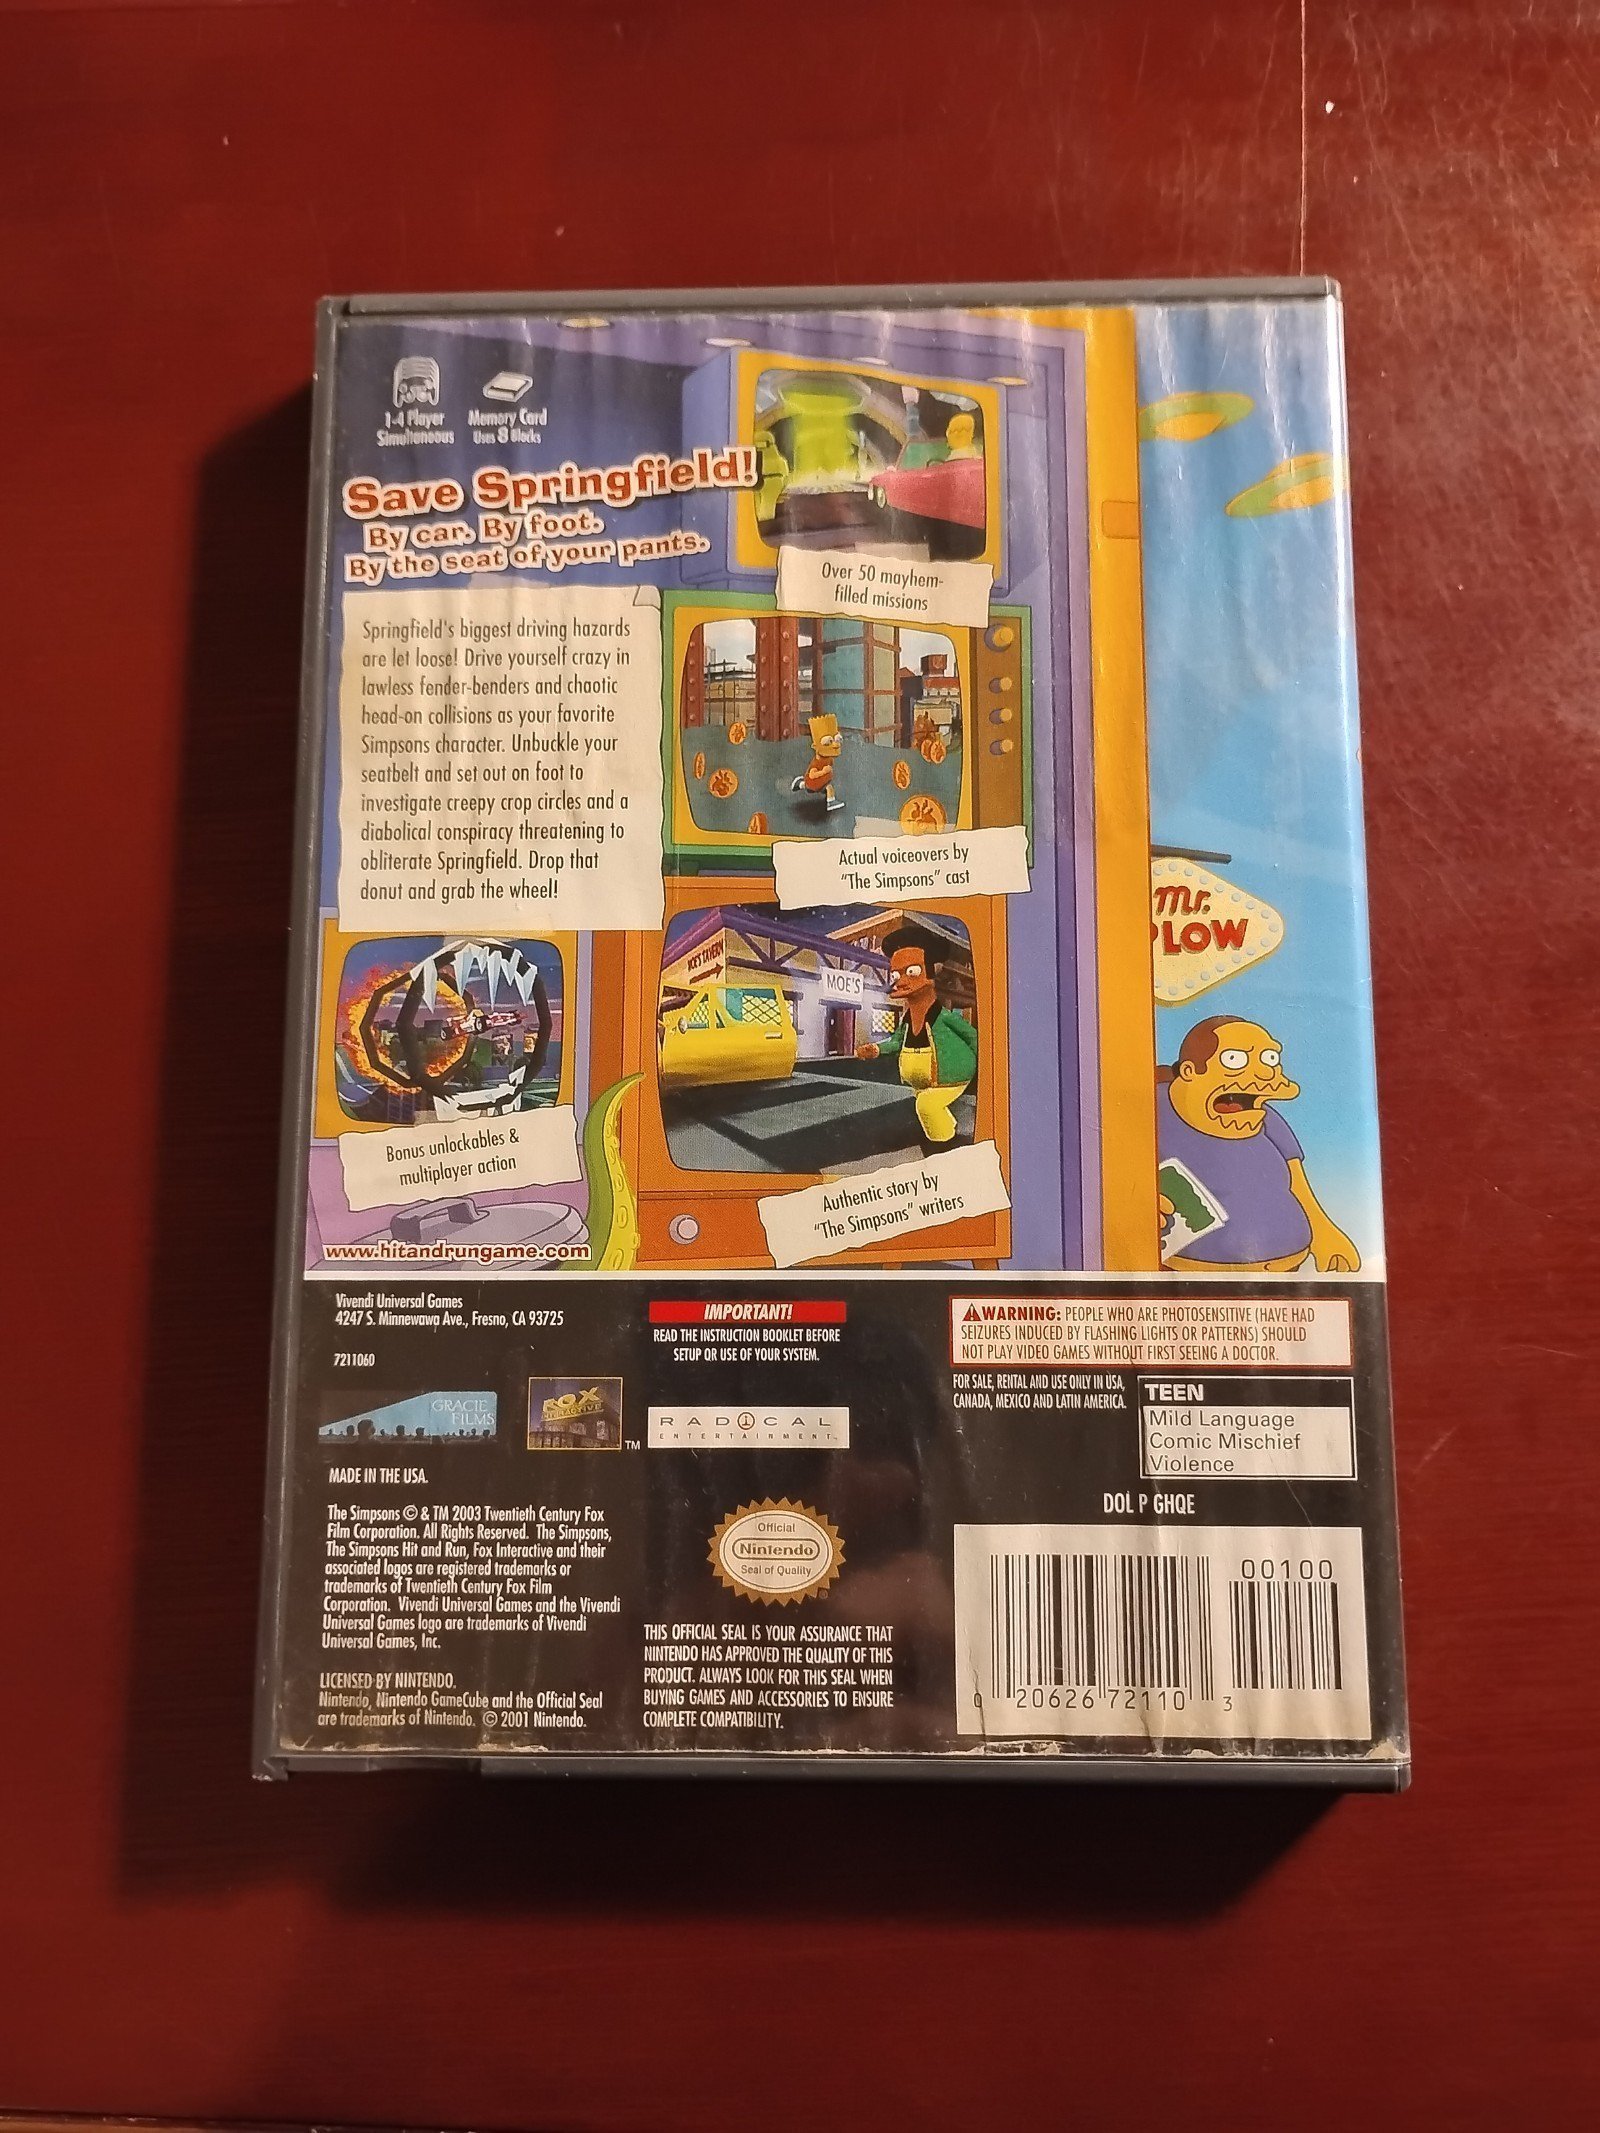 1-4 Player
Simultaneous
Memory Card
Uses 8 Blocks
Save Springfield!
By car. By foot.
By the seat of your pants.
Springfield's biggest driving hazards
are let loose! Drive yourself crazy in
lawless fender-benders and chaotic
head-on collisions as your favorite
Simpsons character. Unbuckle your
seatbelt and set out on foot to
investigate creepy crop circles and a
diabolical conspiracy threatening to
obliterate Springfield. Drop that
donut and grab the wheel!
Over 50 mayhem-
filled missions
Actual voiceovers by
"The Simpsons" cast
MOE'S TAVERN
MOE'S
Authentic story by
"The Simpsons" writers
Bonus unlockables &
multiplayer action
www.hitandrungame.com
Mr.
PLOW
Vivendi Universal Games
4247 S. Minnewawa Ave., Fresno, CA 93725
7211060
GRACIE
FILMS
FOX
INTERACTIVE
TM
IMPORTANT!
READ THE INSTRUCTION BOOKLET BEFORE
SETUP OR USE OF YOUR SYSTEM.
RADICAL
ENTERTAINMENT
WARNING: PEOPLE WHO ARE PHOTOSENSITIVE (HAVE HAD
SEIZURES INDUCED BY FLASHING LIGHTS OR PATTERNS) SHOULD
NOT PLAY VIDEO GAMES WITHOUT FIRST SEEING A DOCTOR.
FOR SALE, RENTAL AND USE ONLY IN USA,
CANADA, MEXICO AND LATIN AMERICA.
TEEN
Mild Language
Comic Mischief
Violence
DOL P GHQE
MADE IN THE USA.
The Simpsons © & TM 2003 Twentieth Century Fox
Film Corporation. All Rights Reserved. The Simpsons,
The Simpsons Hit and Run, Fox Interactive and their
associated logos are registered trademarks or
trademarks of Twentieth Century Fox Film
Corporation. Vivendi Universal Games and the Vivendi
Universal Games logo are trademarks of Vivendi
Universal Games, Inc.
LICENSED BY NINTENDO.
Nintendo, Nintendo GameCube and the Official Seal
are trademarks of Nintendo. © 2001 Nintendo.
Official
Nintendo
Seal of Quality
®
THIS OFFICIAL SEAL IS YOUR ASSURANCE THAT
NINTENDO HAS APPROVED THE QUALITY OF THIS
PRODUCT. ALWAYS LOOK FOR THIS SEAL WHEN
BUYING GAMES AND ACCESSORIES TO ENSURE
COMPLETE COMPATIBILITY.
00100
0 20626 72110 3